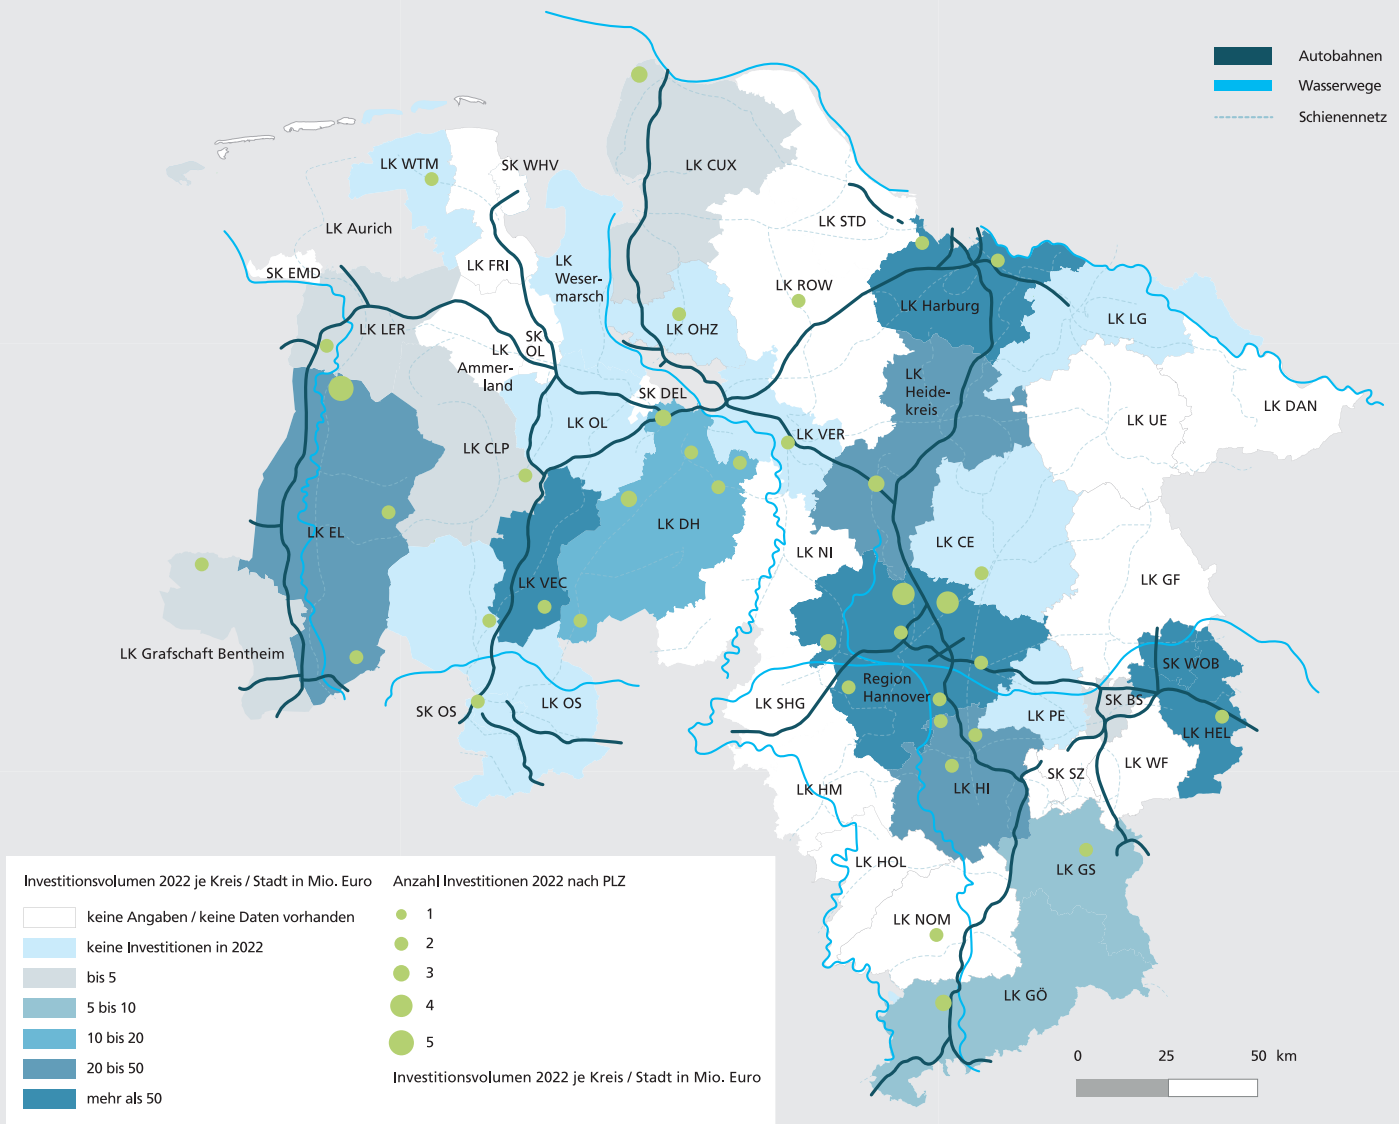 Autobahnen
Wasserwege
Schienennetz
LK WTM
SK WHV
LK CUX
LK Aurich
LK STD
SK EMD
LK FRI
LK
Weser-
marsch
LK ROW
LK Harburg
LK LER
LK OHZ
LK LG
SK
OL
LK
Ammer-
land
LK
Heide-
kreis
SK DEL
LK DAN
LK OL
LK UE
LK VER
LK CLP
LK EL
LK DH
LK NI
LK CE
LK VEC
LK GF
LK Grafschaft Bentheim
SK WOB
Region
Hannover
LK SHG
SK OS
LK OS
SK BS
LK PE
LK HEL
LK WF
SK SZ
LK HM
LK HI
LK HOL
LK GS
LK NOM
LK GÖ
Investitionsvolumen 2022 je Kreis / Stadt in Mio. Euro
keine Angaben / keine Daten vorhanden
keine Investitionen in 2022
bis 5
5 bis 10
10 bis 20
20 bis 50
mehr als 50
Anzahl Investitionen 2022 nach PLZ
1
2
3
4
5
Investitionsvolumen 2022 je Kreis / Stadt in Mio. Euro
0 25 50 km